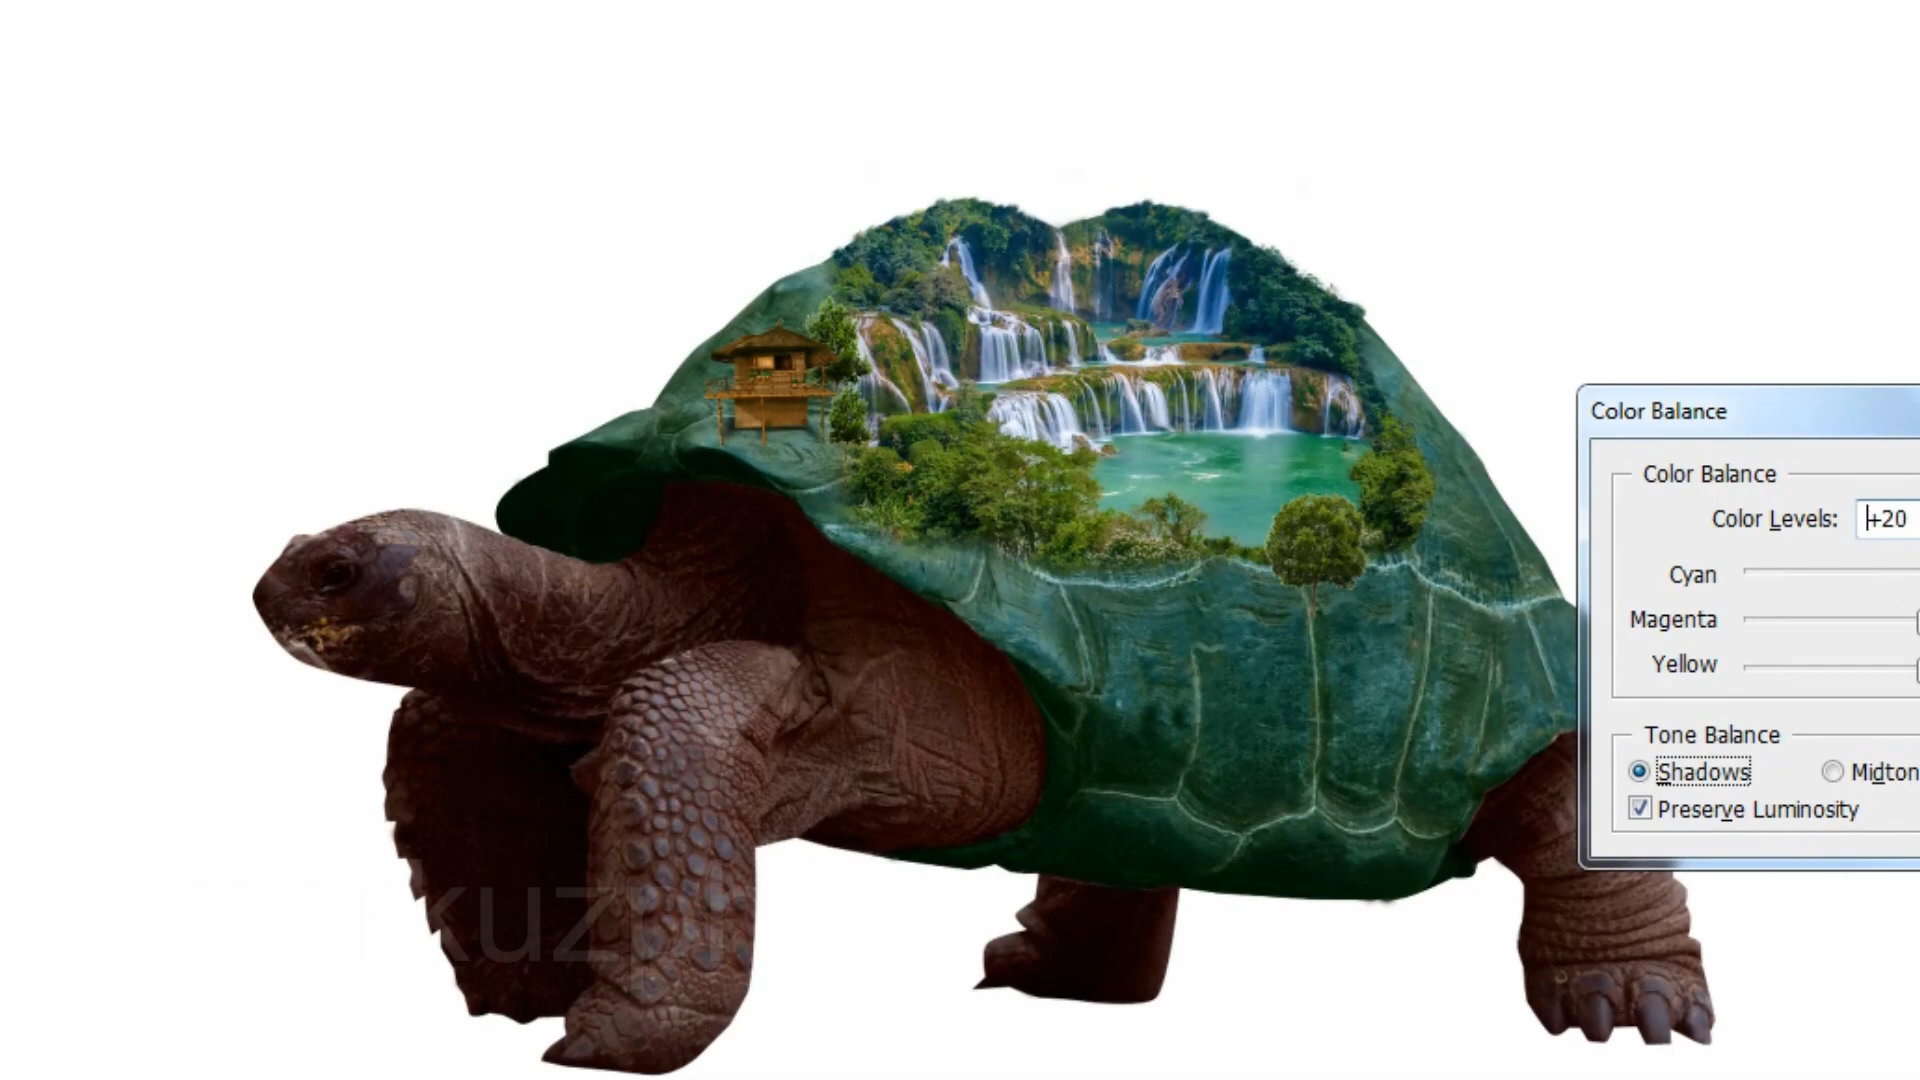 Color Balance
Color Balance
Color Levels: +20
Cyan
Magenta
Yellow
Tone Balance
Shadows
Preserve Luminosity